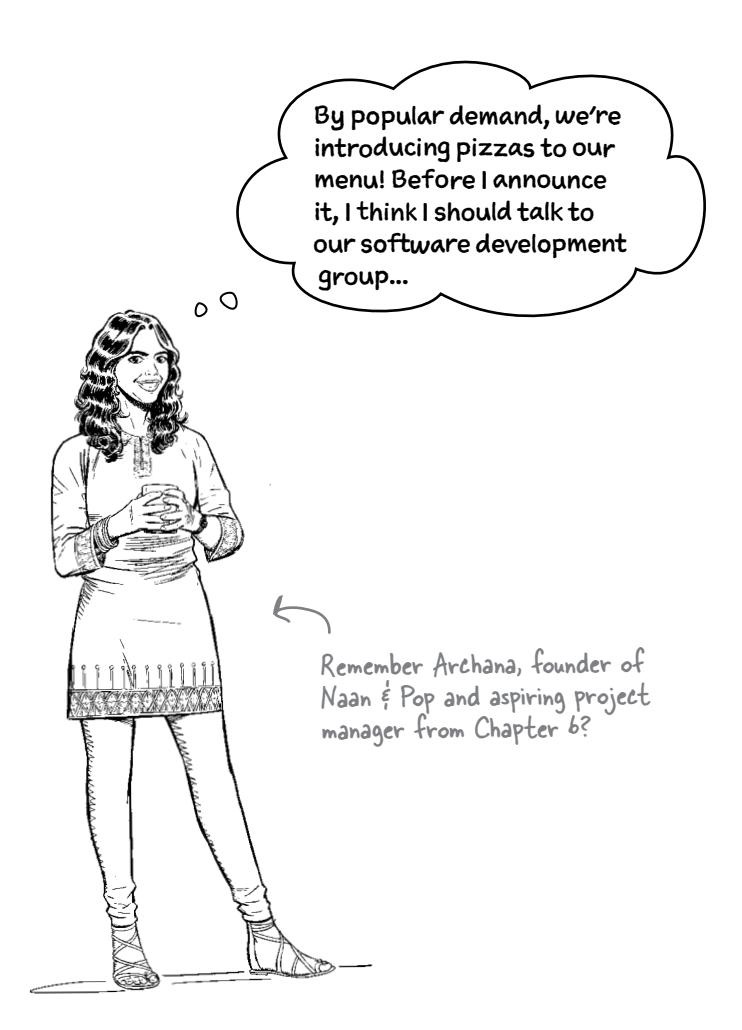 By popular demand, we're
introducing pizzas to our
menu! Before I announce
it, I think I should talk to
our software development
group...
Remember Archana, founder of
Naan & Pop and aspiring project
manager from Chapter 6?